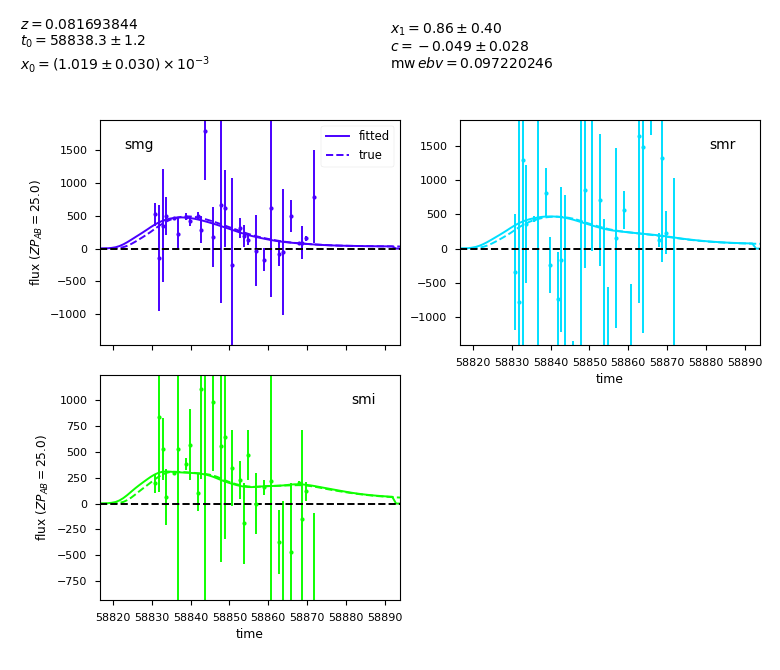 z = 0.081693844
t₀ = 58838.3 ± 1.2
x₀ = (1.019 ± 0.030) × 10⁻³
x₁ = 0.86 ± 0.40
c = −0.049 ± 0.028
mwebv = 0.097220246
smg
fitted
true
1500
1000
500
0
−500
−1000
flux (ZP_AB = 25.0)
smr
1500
1000
500
0
−500
−1000
58820 58830 58840 58850 58860 58870 58880 58890
time
smi
1000
750
500
250
0
−250
−500
−750
flux (ZP_AB = 25.0)
58820 58830 58840 58850 58860 58870 58880 58890
time